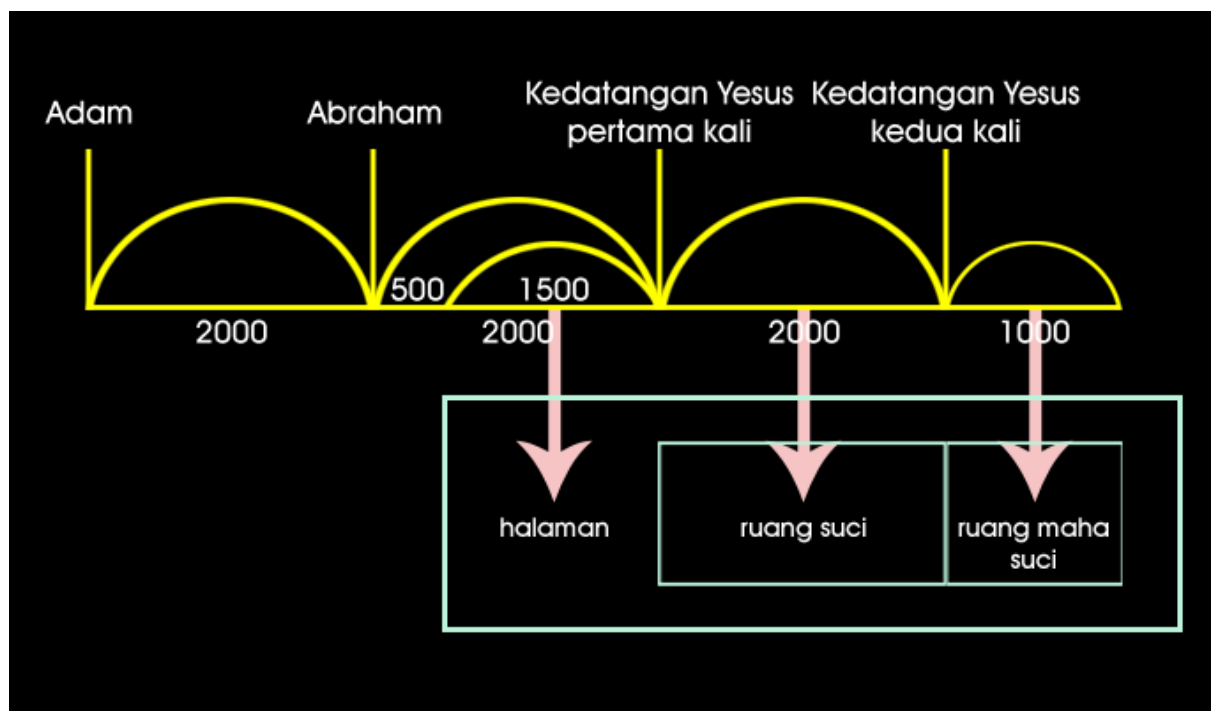 Adam
Abraham
Kedatangan Yesus
pertama kali
Kedatangan Yesus
kedua kali
500
1500
2000
2000
2000
1000
halaman
ruang suci
ruang maha
suci